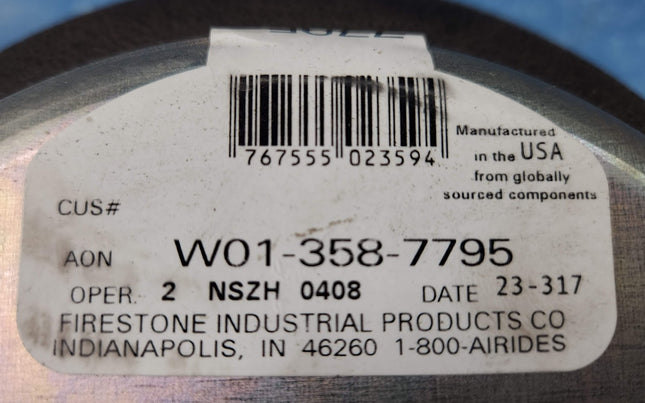 767555 023594
Manufactured
in the USA
from globally
sourced components
CUS#
AON W01-358-7795
OPER. 2 NSZH 0408 DATE 23-317
FIRESTONE INDUSTRIAL PRODUCTS CO
INDIANAPOLIS, IN 46260 1-800-AIRIDES